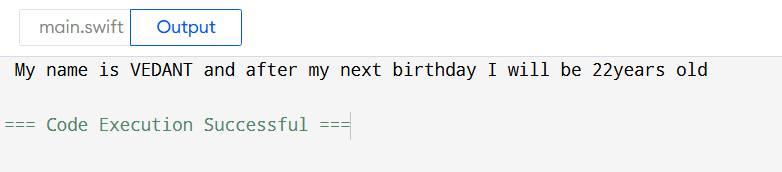 main.swift Output
My name is VEDANT and after my next birthday I will be 22years old
=== Code Execution Successful ===